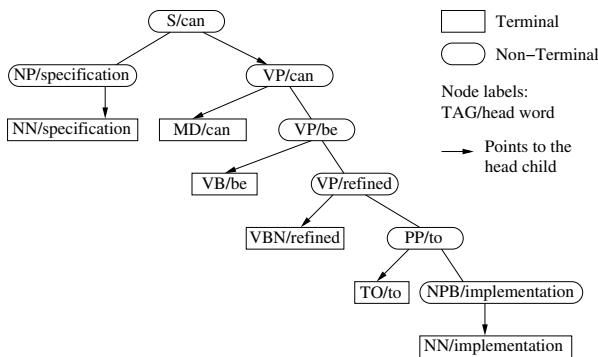 S/can
Terminal
Non−Terminal
NP/specification
VP/can
Node labels:
TAG/head word
NN/specification
MD/can
VP/be
Points to the
head child
VB/be
VP/refined
VBN/refined
PP/to
TO/to
NPB/implementation
NN/implementation